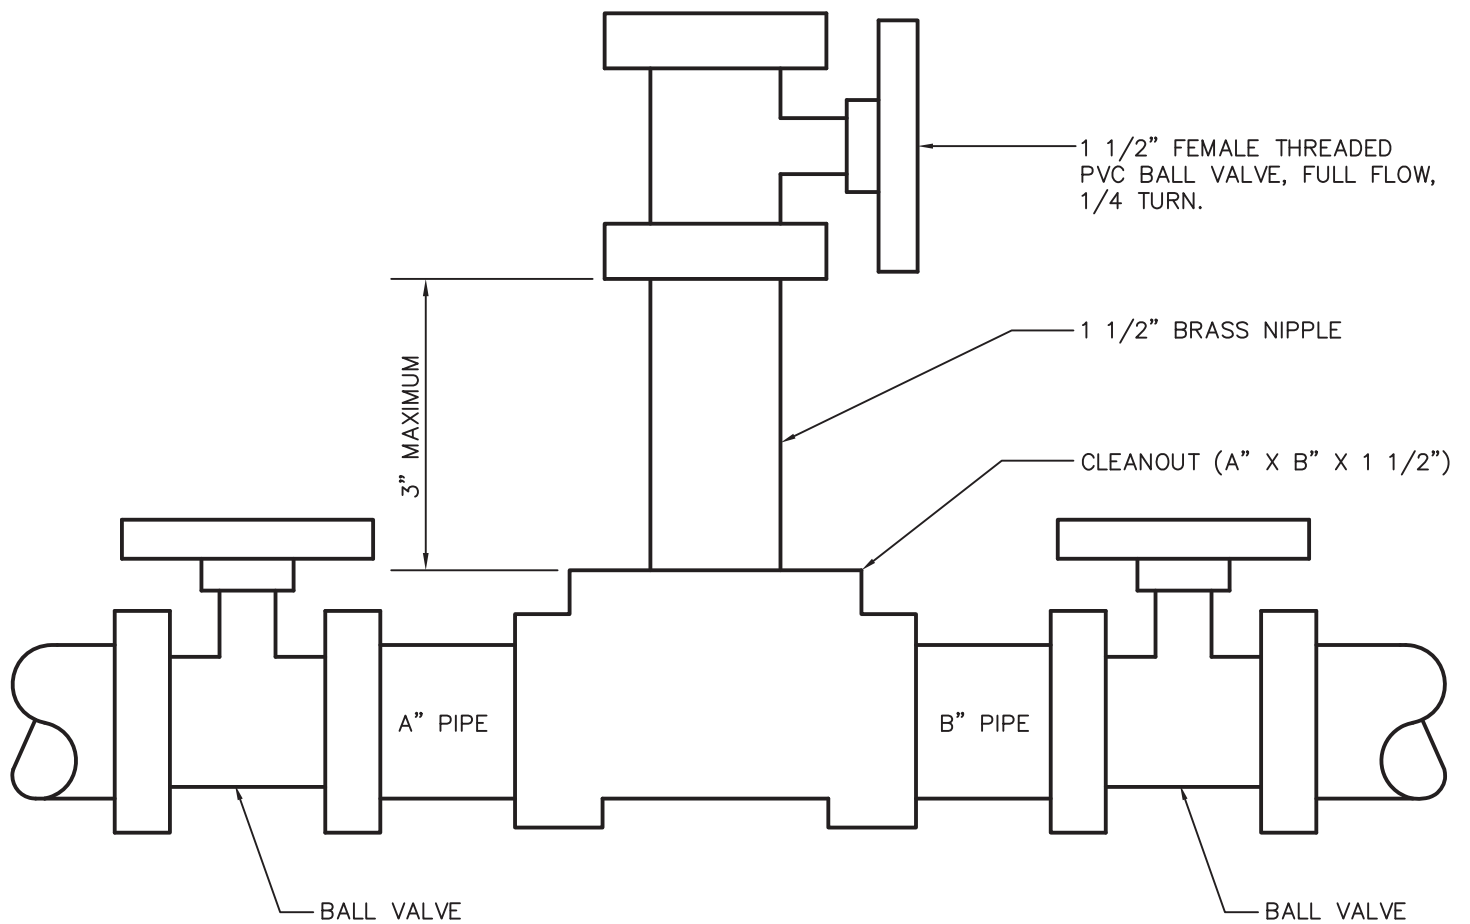 1 1/2” FEMALE THREADED
PVC BALL VALVE, FULL FLOW,
1/4 TURN.
1 1/2” BRASS NIPPLE
3” MAXIMUM
CLEANOUT (A” X B” X 1 1/2”)
A” PIPE
B” PIPE
BALL VALVE
BALL VALVE